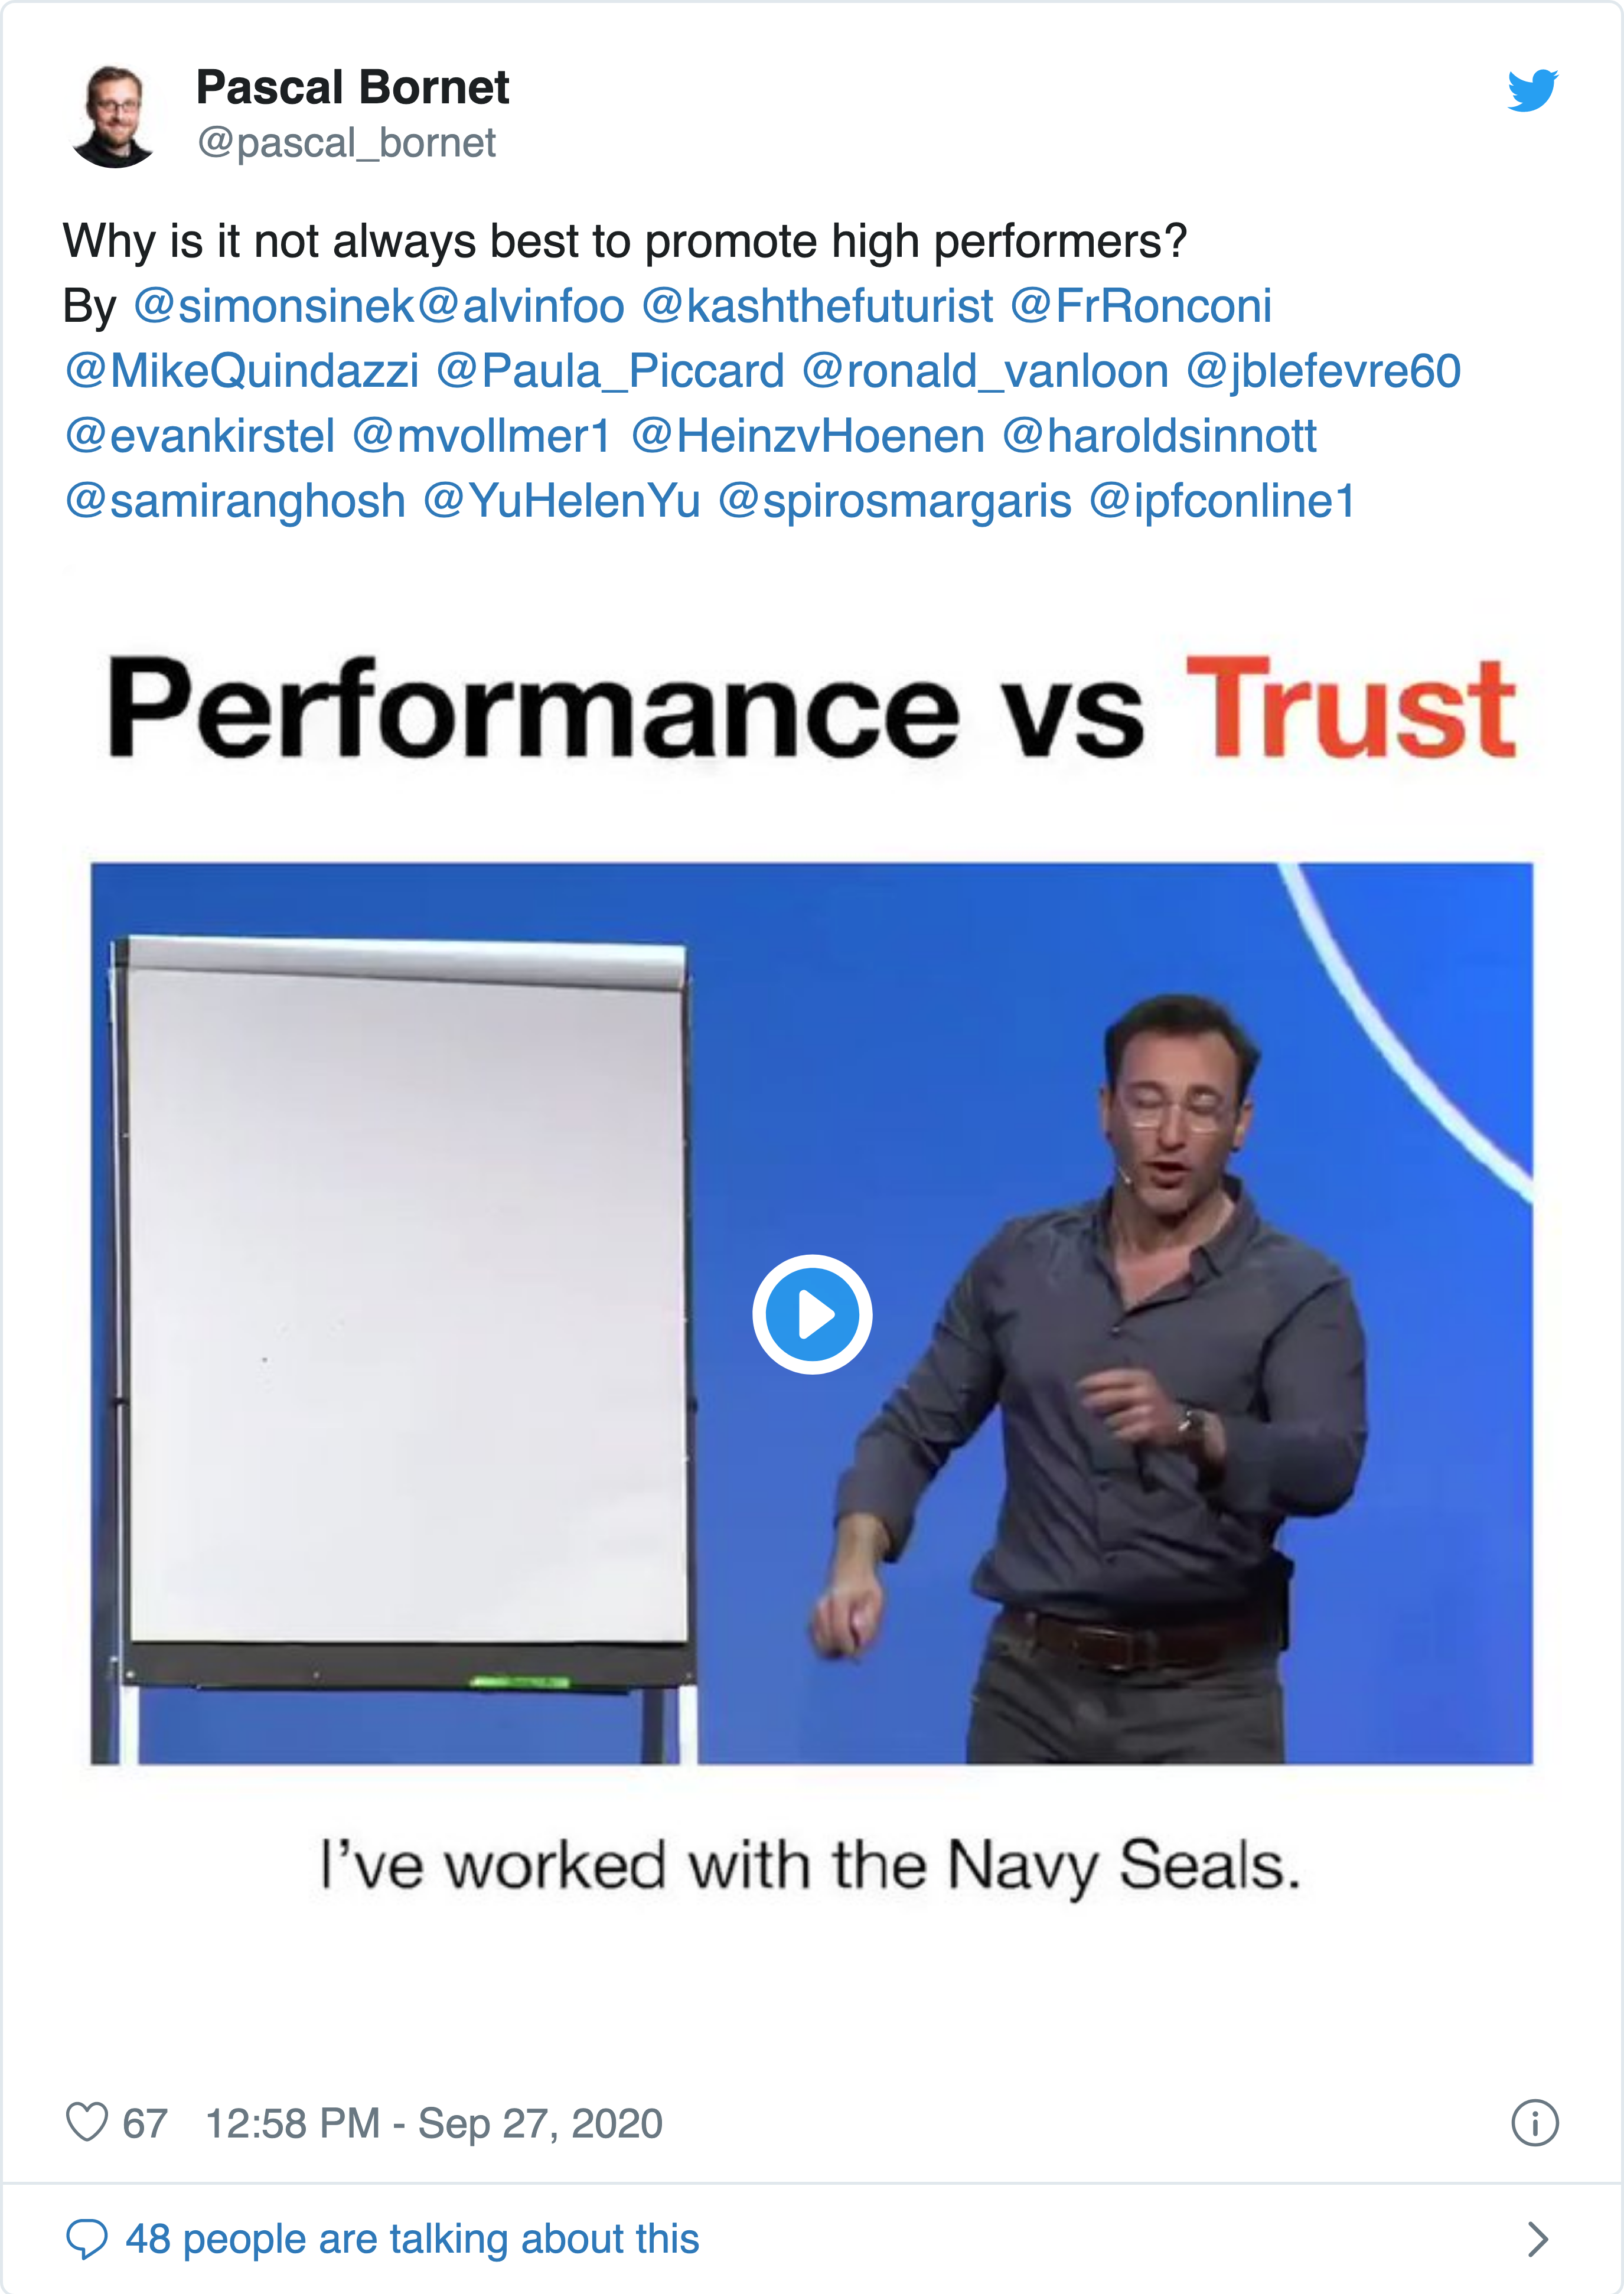 Pascal Bornet
@pascal_bornet
Why is it not always best to promote high performers?
By @simonsinek@alvinfoo @kashthefuturist @FrRonconi
@MikeQuindazzi @Paula_Piccard @ronald_vanloon @jblefevre60
@evankirstel @mvollmer1 @HeinzvHoenen @haroldsinnott
@samiranghosh @YuHelenYu @spirosmargaris @ipfconline1
Performance vs Trust
I've worked with the Navy Seals.
67 12:58 PM - Sep 27, 2020
48 people are talking about this